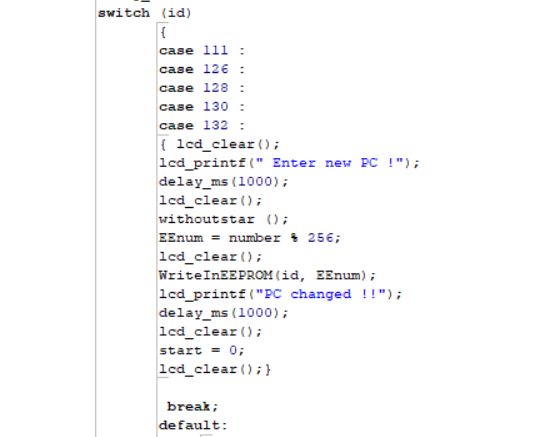 switch (id)
{
case 111 :
case 126 :
case 128 :
case 130 :
case 132 :
{ lcd_clear();
lcd_printf(" Enter new PC !");
delay_ms(1000);
lcd_clear();
withoutstar ();
EEnum = number % 256;
lcd_clear();
WriteInEEPROM(id, EEnum);
lcd_printf("PC changed !!");
delay_ms(1000);
lcd_clear();
start = 0;
lcd_clear();}
break;
default: